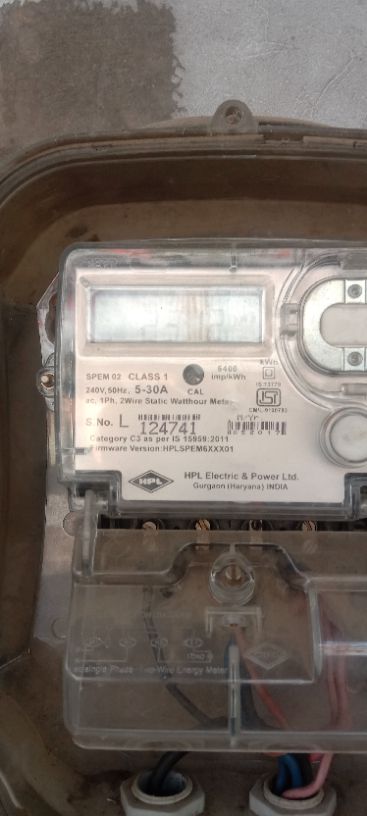 SPEM 02 CLASS 1
240V, 50Hz, 5-30A
CAL
6400
imp/kWh
kWh
IS 13779
ac, 1Ph, 2Wire Static Watthour Meter
S.No. L 124741
M/Yr
Category C3 as per IS 15959:2011
Firmware Version:HPLSPEM6XXX01
HPL
HPL Electric & Power Ltd.
Gurgaon (Haryana) INDIA
single Phase Two-Wire Energy Meter